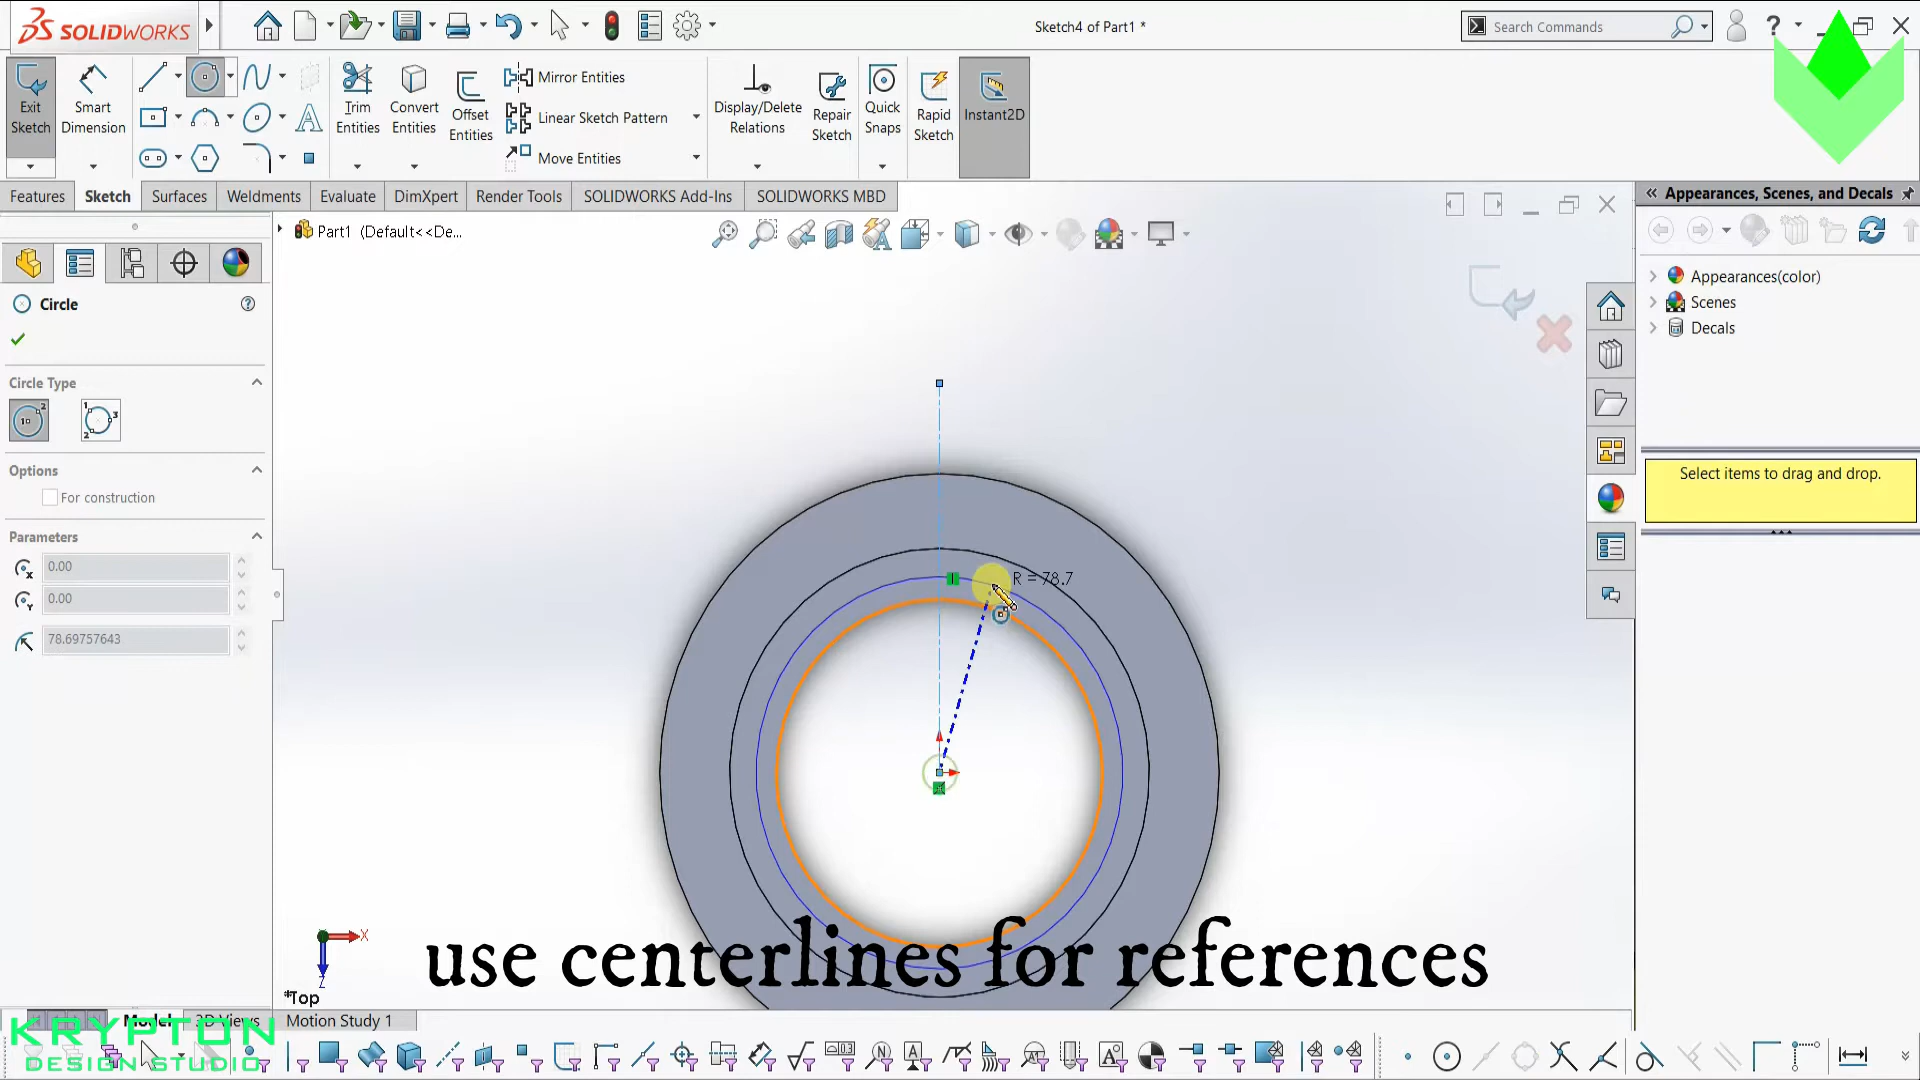 SOLIDWORKS
Sketch4 of Part1 *
Search Commands
?
Exit Sketch
Smart Dimension
Trim Entities
Convert Entities
Offset Entities
Mirror Entities
Linear Sketch Pattern
Move Entities
Display/Delete Relations
Repair Sketch
Quick Snaps
Rapid Sketch
Instant2D
Features
Sketch
Surfaces
Weldments
Evaluate
DimXpert
Render Tools
SOLIDWORKS Add-Ins
SOLIDWORKS MBD
Appearances, Scenes, and Decals
Part1 (Default<<De...
Appearances(color)
Scenes
Decals
Select items to drag and drop.
Circle
Circle Type
Options
For construction
Parameters
0.00
0.00
78.69757643
R = 78.7
X
Z
*Top
use centerlines for references
Model
3D Views
Motion Study 1
KRYPTON
DESIGN STUDIO